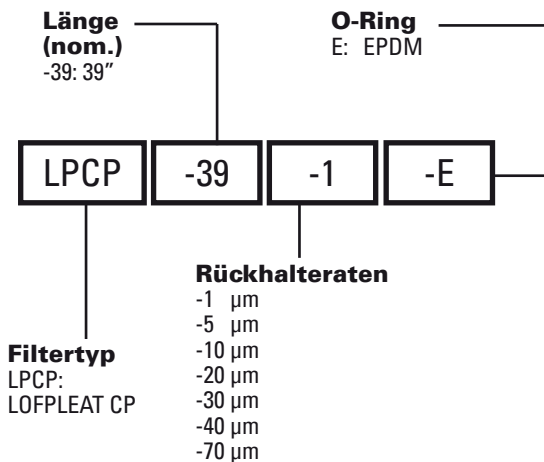 Länge
(nom.)
-39: 39″
O-Ring
E: EPDM
LPCP -39 -1 -E
Rückhalteraten
-1 µm
-5 µm
-10 µm
-20 µm
-30 µm
-40 µm
-70 µm
Filtertyp
LPCP:
LOFPLEAT CP